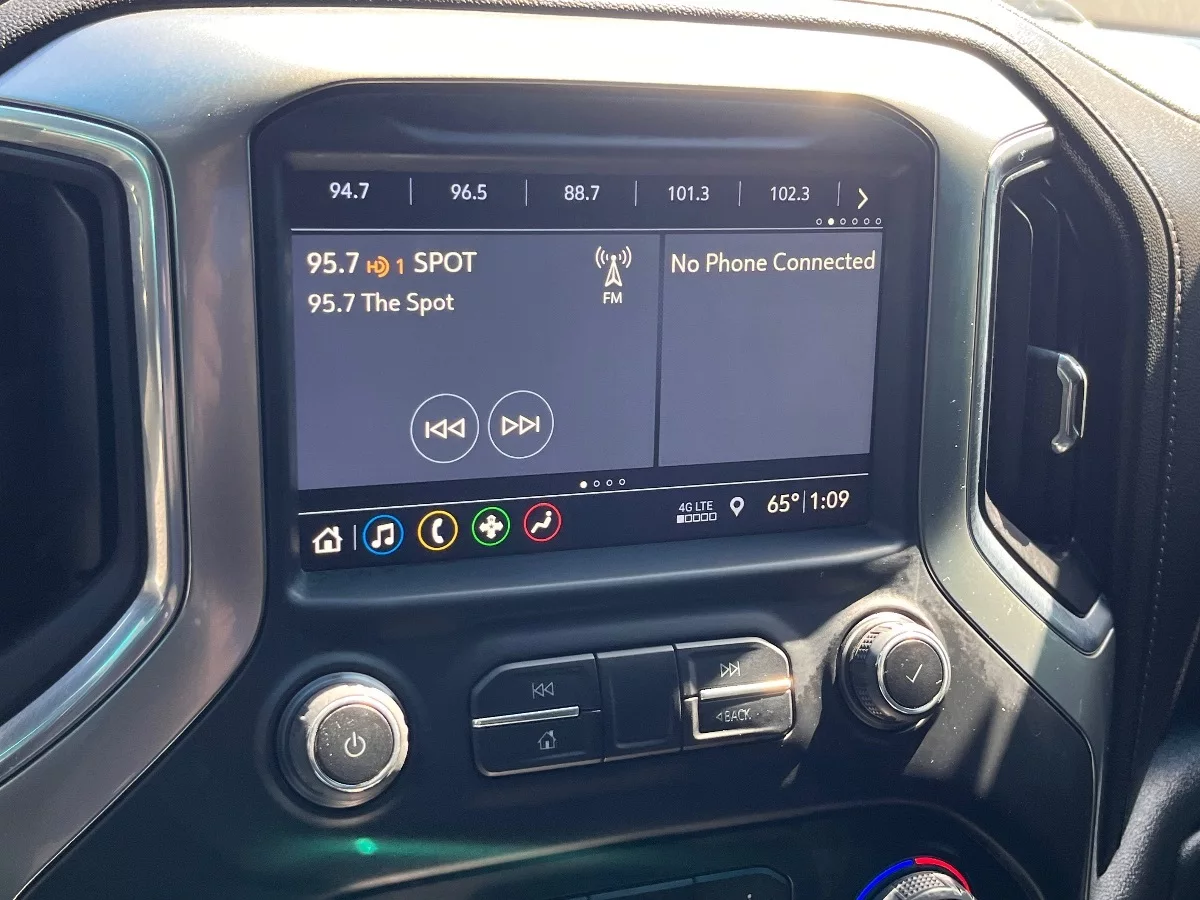 94.7 | 96.5 | 88.7 | 101.3 | 102.3 |
95.7 HD 1 SPOT
95.7 The Spot
FM
No Phone Connected
4G LTE
65° | 1:09
BACK